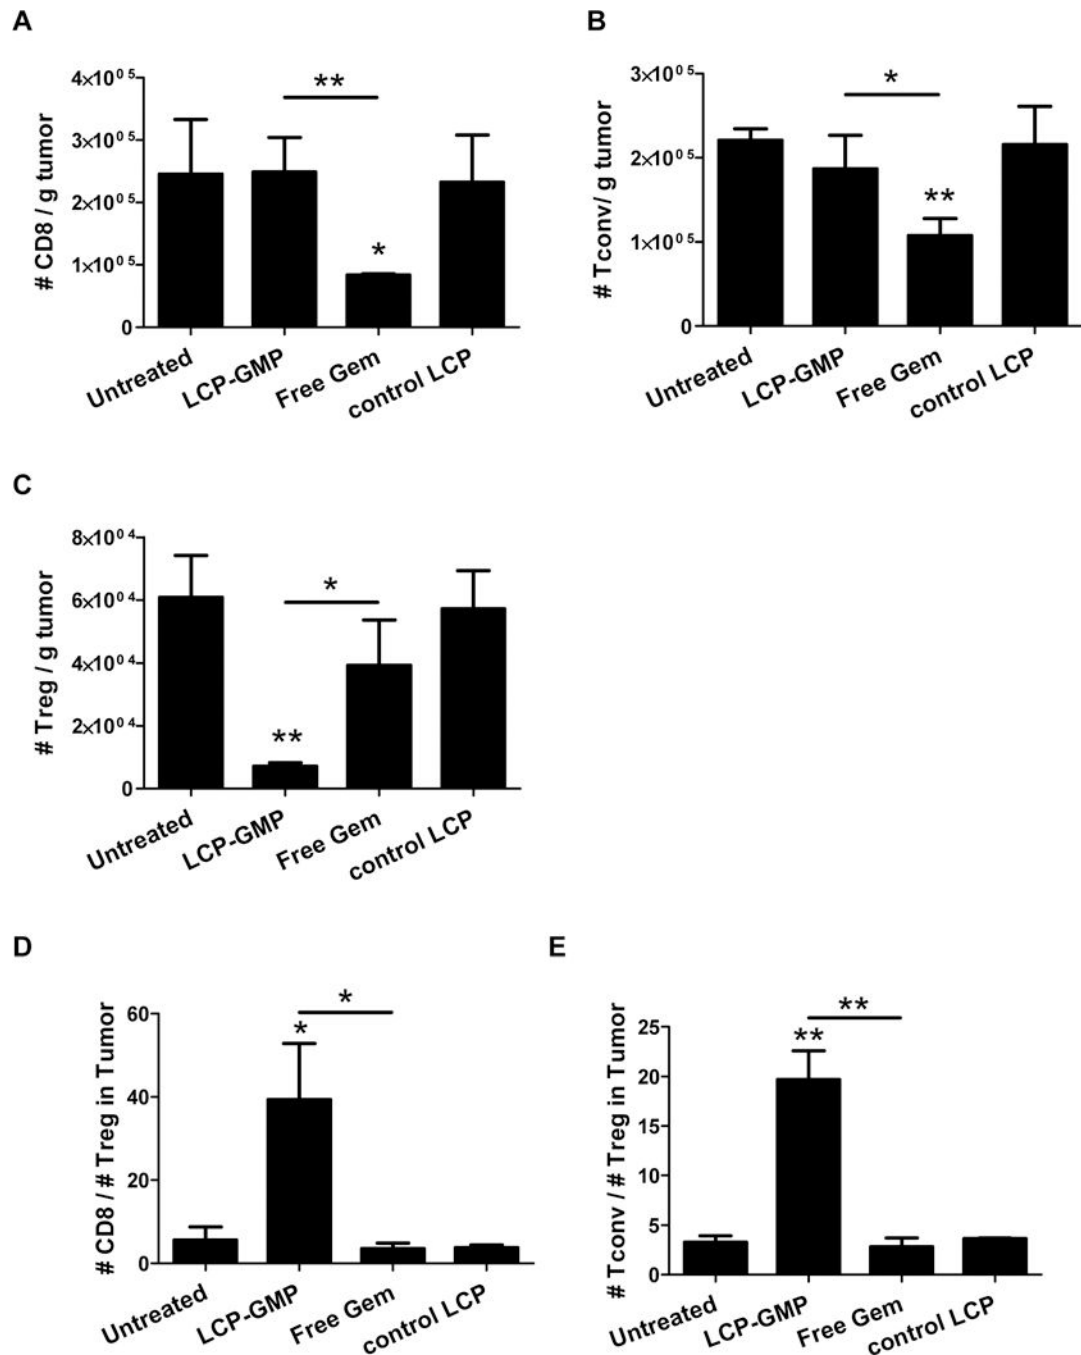 A
# CD8 / g tumor
4×10⁰⁵
3×10⁰⁵
2×10⁰⁵
1×10⁰⁵
0
**
*
Untreated
LCP-GMP
Free Gem
control LCP
B
# Tconv/ g tumor
3×10⁰⁵
2×10⁰⁵
1×10⁰⁵
0
*
**
Untreated
LCP-GMP
Free Gem
control LCP
C
# Treg / g tumor
8×10⁰⁴
6×10⁰⁴
4×10⁰⁴
2×10⁰⁴
0
*
**
Untreated
LCP-GMP
Free Gem
control LCP
D
# CD8 / # Treg in Tumor
60
40
20
0
*
*
Untreated
LCP-GMP
Free Gem
control LCP
E
# Tconv / # Treg in Tumor
25
20
15
10
5
0
**
**
Untreated
LCP-GMP
Free Gem
control LCP